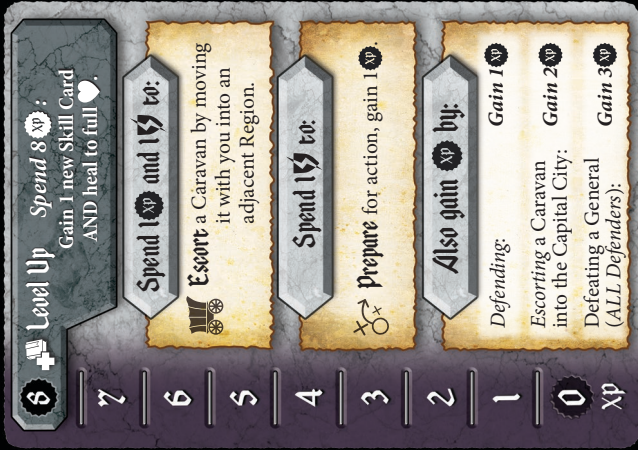 Level Up Spend 8 XP:
Gain 1 new Skill Card
AND heal to full
Spend 1 XP and 1 to:
Escort a Caravan by moving
it with you into an
adjacent Region.
Spend 1 to:
Prepare for action, gain 1 XP.
Also gain XP by:
Defending: Gain 1 XP
Escorting a Caravan
into the Capital City: Gain 2 XP
Defeating a General
(ALL Defenders): Gain 3 XP
8
7
6
5
4
3
2
1
0
XP